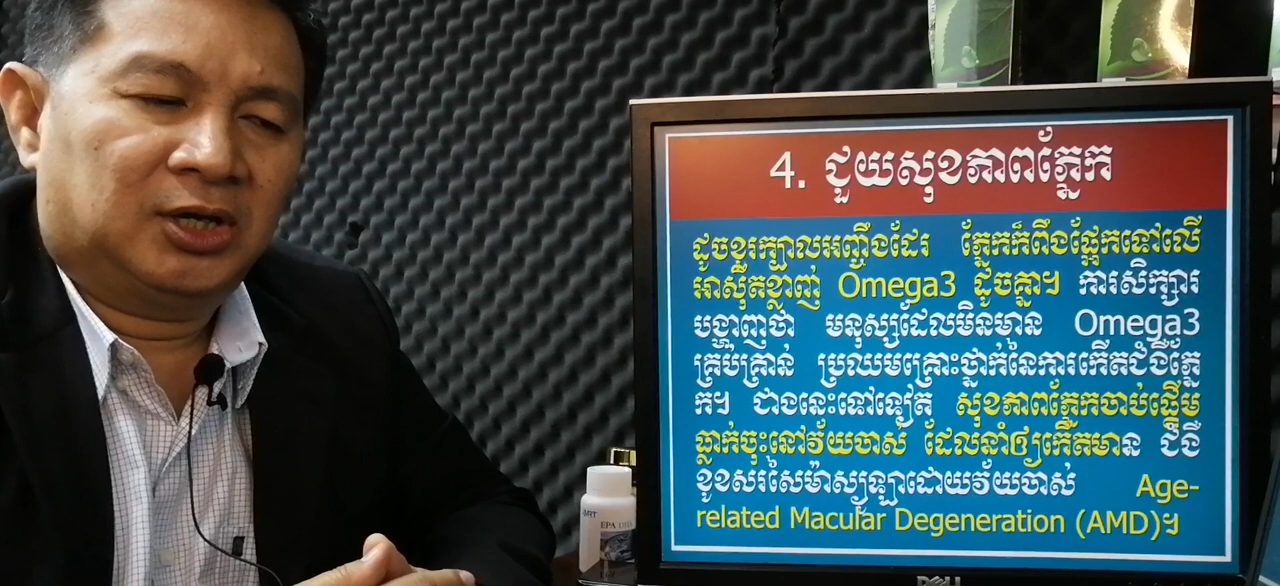 4. ជួយសុខភាពភ្នែក
ដូចខួរក្បាលអញ្ចឹងដែរ ភ្នែកក៏ពឹងផ្អែកទៅលើ
អាស៊ីតខ្លាញ់ Omega3 ដូចគ្នា។ ការសិក្សារ
បង្ហាញថា មនុស្សដែលមិនមាន Omega3
គ្រប់គ្រាន់ ប្រឈមគ្រោះថ្នាក់នៃការកើតជំងឺភ្នែ
ក។ ជាងនេះទៅទៀត សុខភាពភ្នែកចាប់ផ្តើម
ធ្លាក់ចុះនៅវ័យចាស់ ដែលនាំឲ្យកើតមាន ជំងឺ
ខូខសរសៃម៉ាស្យូឡាដោយវ័យចាស់ Age-
related Macular Degeneration (AMD)។
EPA
DELL